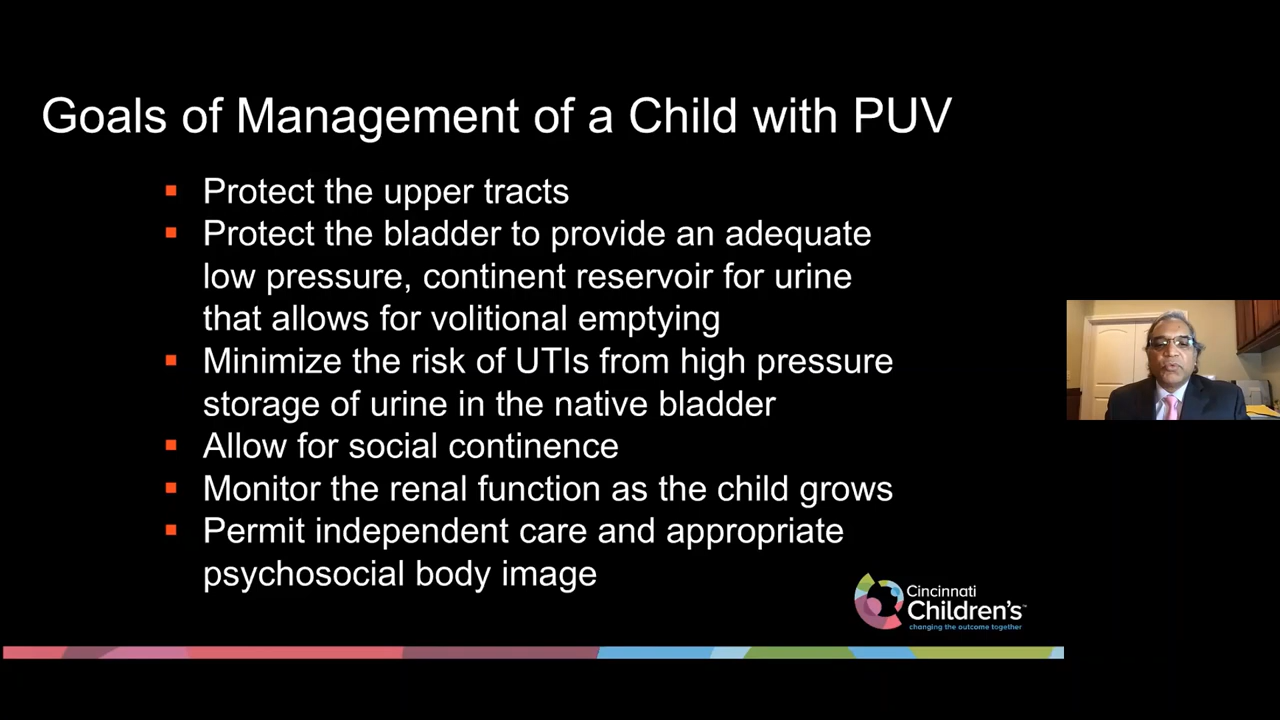 Goals of Management of a Child with PUV
▪ Protect the upper tracts
▪ Protect the bladder to provide an adequate
low pressure, continent reservoir for urine
that allows for volitional emptying
▪ Minimize the risk of UTIs from high pressure
storage of urine in the native bladder
▪ Allow for social continence
▪ Monitor the renal function as the child grows
▪ Permit independent care and appropriate
psychosocial body image
Cincinnati
Children's™
changing the outcome together